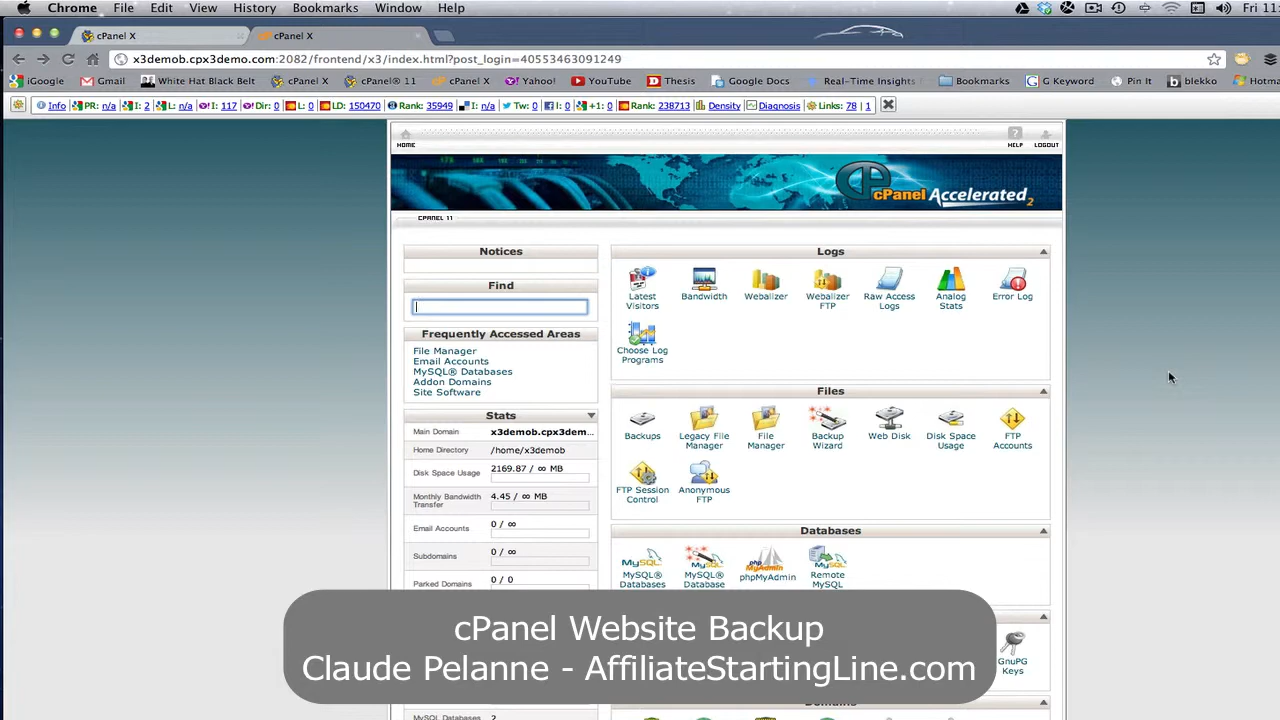 Chrome File Edit View History Bookmarks Window Help Fri 11:
cPanel X cPanel X
x3demob.cpx3demo.com:2082/frontend/x3/index.html?post_login=40553463091249
iGoogle Gmail White Hat Black Belt cPanel X cPanel® 11 cPanel X Yahoo! YouTube Thesis Google Docs Real-Time Insights Bookmarks G Keyword Pin It blekko Hotma
Info PR: n/a I: 2 L: n/a I: 117 Dir: 0 L: 0 LD: 150470 Rank: 35949 I: n/a Tw: 0 l: 0 +1: 0 Rank: 238713 Density Diagnosis Links: 78 | 1
HOME HELP LOGOUT
cPanel Accelerated2
CPANEL 11
Notices
Find
Frequently Accessed Areas
File Manager
Email Accounts
MySQL® Databases
Addon Domains
Site Software
Stats
Main Domain x3demob.cpx3dem...
Home Directory /home/x3demob
Disk Space Usage 2169.87 / ∞ MB
Monthly Bandwidth Transfer 4.45 / ∞ MB
Email Accounts 0 / ∞
Subdomains 0 / ∞
Parked Domains 0 / 0
MySQL Databases 2
Logs
Latest Visitors
Bandwidth
Webalizer
Webalizer FTP
Raw Access Logs
Analog Stats
Error Log
Choose Log Programs
Files
Backups
Legacy File Manager
File Manager
Backup Wizard
Web Disk
Disk Space Usage
FTP Accounts
FTP Session Control
Anonymous FTP
Databases
MySQL® Databases
MySQL® Database
phpMyAdmin
Remote MySQL
GnuPG Keys
Domains
cPanel Website Backup
Claude Pelanne - AffiliateStartingLine.com